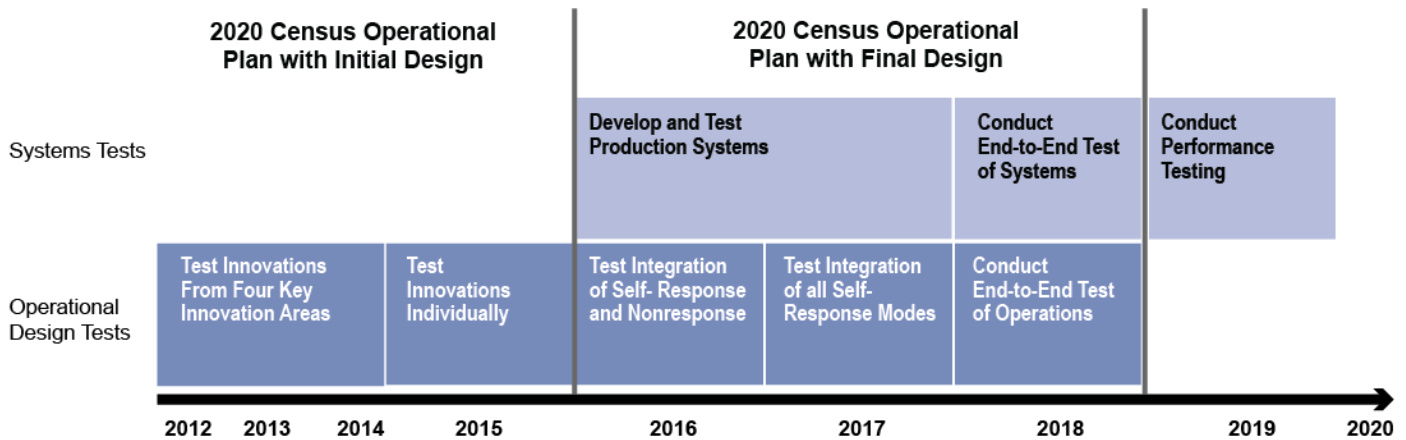 2020 Census Operational
Plan with Initial Design
2020 Census Operational
Plan with Final Design
Systems Tests
Develop and Test
Production Systems
Conduct
End-to-End Test
of Systems
Conduct
Performance
Testing
Operational
Design Tests
Test Innovations
From Four Key
Innovation Areas
Test
Innovations
Individually
Test Integration
of Self- Response
and Nonresponse
Test Integration
of all Self-
Response Modes
Conduct
End-to-End Test
of Operations
2012 2013 2014 2015 2016 2017 2018 2019 2020